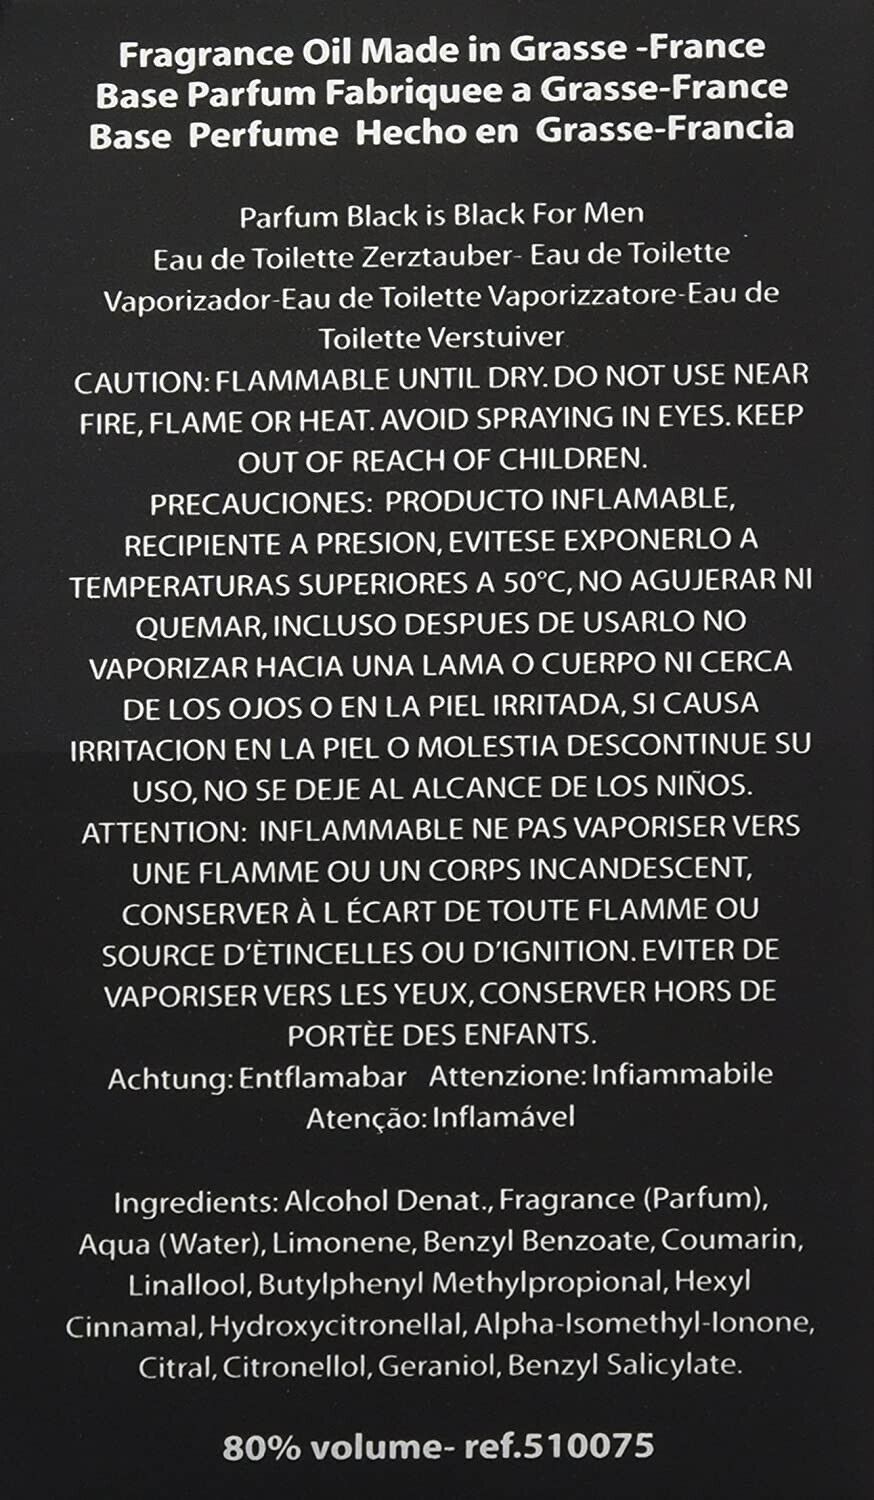 Fragrance Oil Made in Grasse -France
Base Parfum Fabriquee a Grasse-France
Base Perfume Hecho en Grasse-Francia
Parfum Black is Black For Men
Eau de Toilette Zerztauber- Eau de Toilette
Vaporizador-Eau de Toilette Vaporizzatore-Eau de
Toilette Verstuiver
CAUTION: FLAMMABLE UNTIL DRY. DO NOT USE NEAR
FIRE, FLAME OR HEAT. AVOID SPRAYING IN EYES. KEEP
OUT OF REACH OF CHILDREN.
PRECAUCIONES: PRODUCTO INFLAMABLE,
RECIPIENTE A PRESION, EVITESE EXPONERLO A
TEMPERATURAS SUPERIORES A 50°C, NO AGUJERAR NI
QUEMAR, INCLUSO DESPUES DE USARLO NO
VAPORIZAR HACIA UNA LAMA O CUERPO NI CERCA
DE LOS OJOS O EN LA PIEL IRRITADA, SI CAUSA
IRRITACION EN LA PIEL O MOLESTIA DESCONTINUE SU
USO, NO SE DEJE AL ALCANCE DE LOS NIÑOS.
ATTENTION: INFLAMMABLE NE PAS VAPORISER VERS
UNE FLAMME OU UN CORPS INCANDESCENT,
CONSERVER À L ÉCART DE TOUTE FLAMME OU
SOURCE D'ÈTINCELLES OU D'IGNITION. EVITER DE
VAPORISER VERS LES YEUX, CONSERVER HORS DE
PORTÈE DES ENFANTS.
Achtung: Entflamabar Attenzione: Infiammabile
Atenção: Inflamável
Ingredients: Alcohol Denat., Fragrance (Parfum),
Aqua (Water), Limonene, Benzyl Benzoate, Coumarin,
Linallool, Butylphenyl Methylpropional, Hexyl
Cinnamal, Hydroxycitronellal, Alpha-Isomethyl-Ionone,
Citral, Citronellol, Geraniol, Benzyl Salicylate.
80% volume- ref.510075